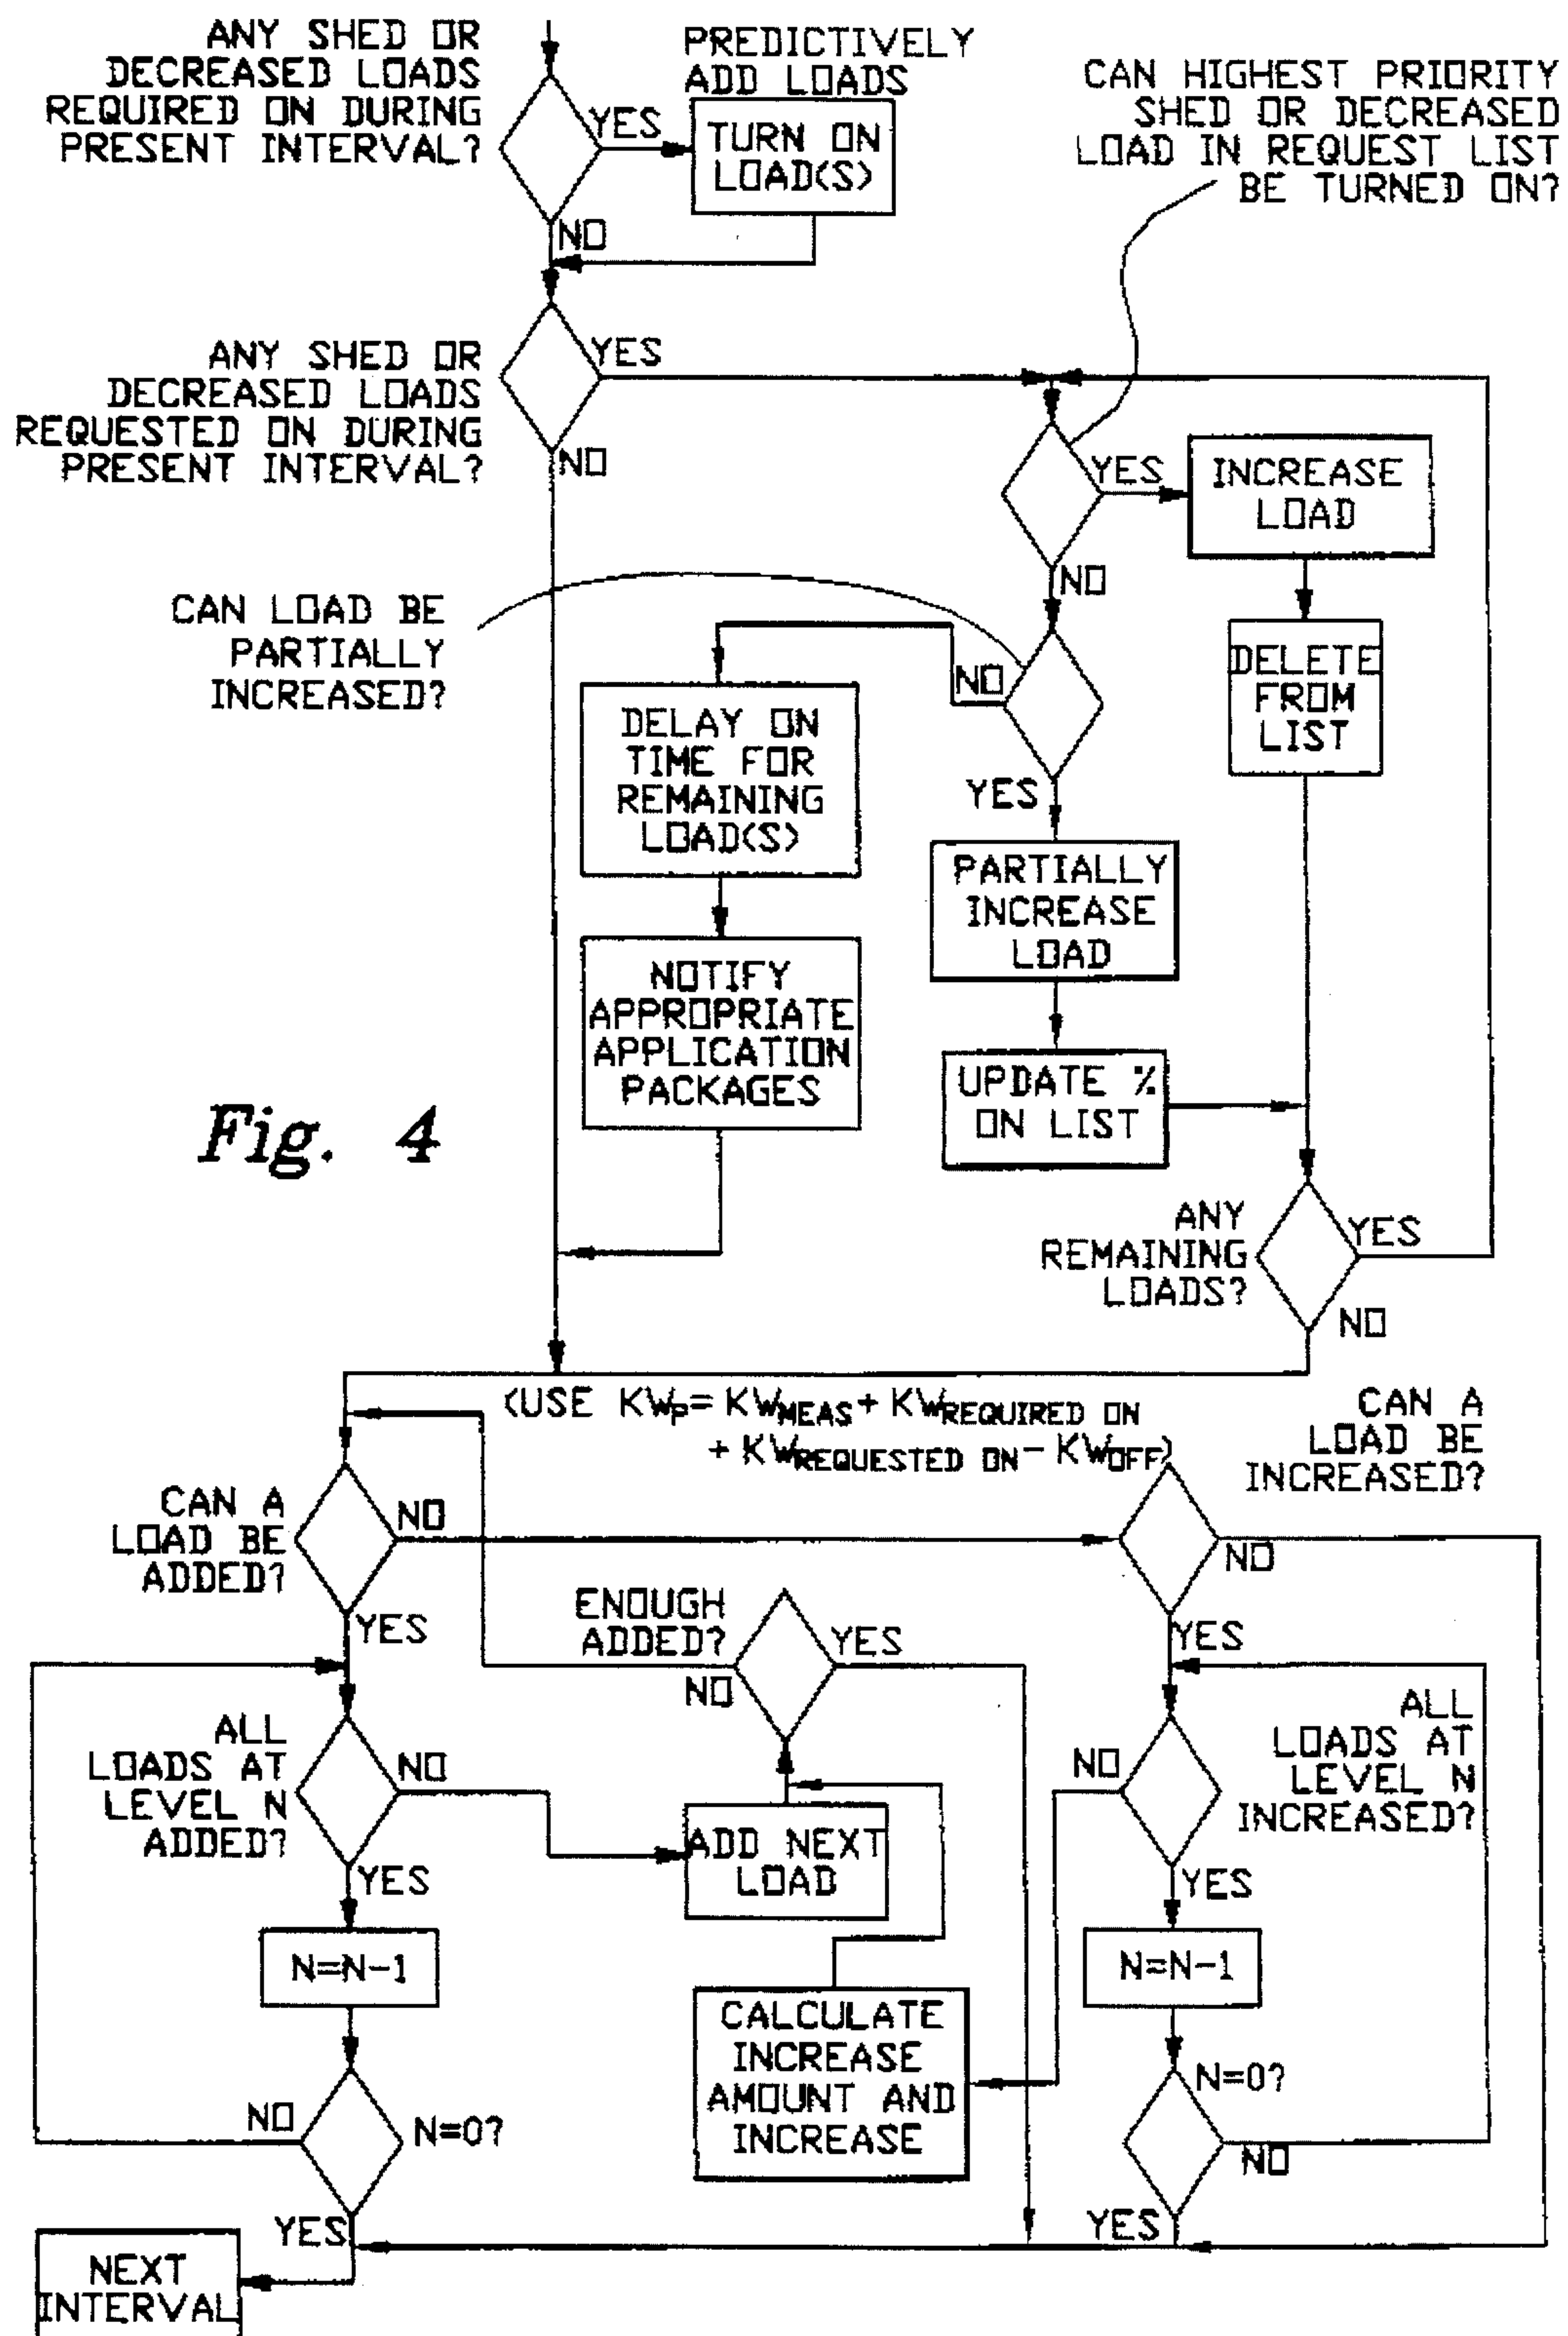 ANY SHED OR
DECREASED LOADS
REQUIRED ON DURING
PRESENT INTERVAL?
YES
NO
PREDICTIVELY
ADD LOADS
TURN ON
LOAD(S)
CAN HIGHEST PRIORITY
SHED OR DECREASED
LOAD IN REQUEST LIST
BE TURNED ON?
ANY SHED OR
DECREASED LOADS
REQUESTED ON DURING
PRESENT INTERVAL?
YES
NO
YES
INCREASE
LOAD
NO
CAN LOAD BE
PARTIALLY
INCREASED?
NO
DELETE
FROM
LIST
DELAY ON
TIME FOR
REMAINING
LOAD(S)
YES
PARTIALLY
INCREASE
LOAD
NOTIFY
APPROPRIATE
APPLICATION
PACKAGES
UPDATE %
ON LIST
Fig. 4
ANY
REMAINING
LOADS?
YES
NO
(USE KWP= KWMEAS+ KWREQUIRED ON
+ KWREQUESTED ON- KWOFF)
CAN A
LOAD BE
INCREASED?
CAN A
LOAD BE
ADDED?
NO
NO
YES
ENOUGH
ADDED?
YES
NO
YES
ALL
LOADS AT
LEVEL N
ADDED?
NO
ADD NEXT
LOAD
NO
ALL
LOADS AT
LEVEL N
INCREASED?
YES
YES
N=N-1
N=N-1
CALCULATE
INCREASE
AMOUNT AND
INCREASE
NO
N=0?
N=0?
NO
YES
YES
NEXT
INTERVAL